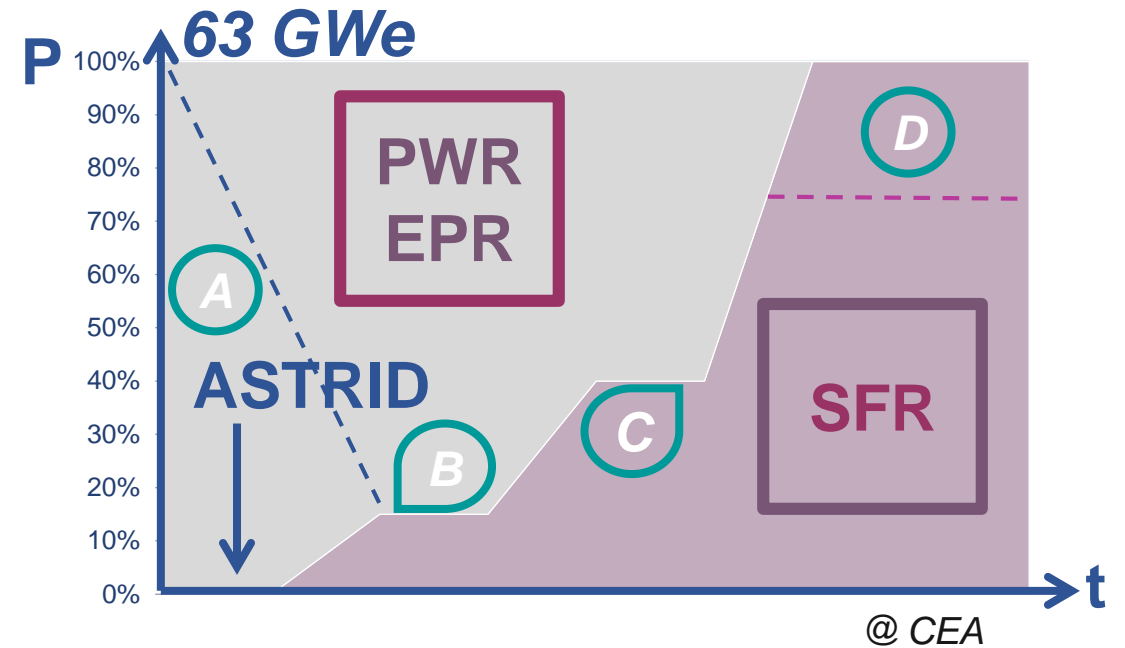 63 GWe
P
100%
90%
80%
70%
60%
50%
40%
30%
20%
10%
0%
PWR
EPR
A
ASTRID
B
C
D
SFR
t
@ CEA